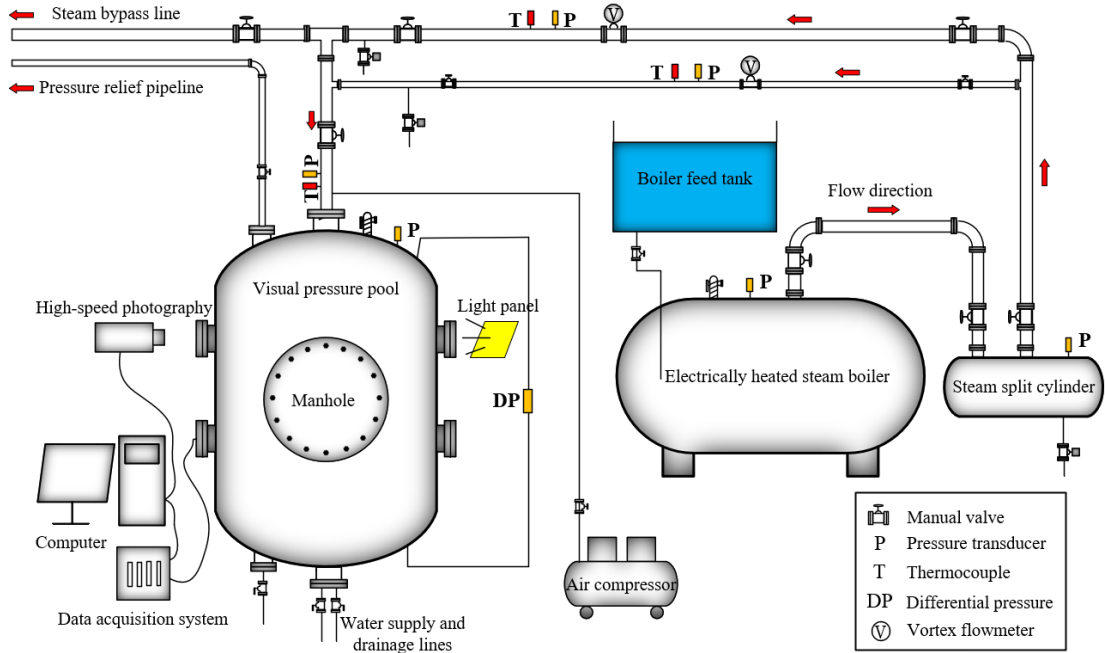 Steam bypass line
T
P
V
Pressure relief pipeline
T
P
V
P
T
Boiler feed tank
Flow direction
P
Visual pressure pool
High-speed photography
Light panel
P
P
Electrically heated steam boiler
Steam split cylinder
Manhole
DP
Computer
Air compressor
Data acquisition system
Water supply and
drainage lines
Manual valve
P Pressure transducer
T Thermocouple
DP Differential pressure
V Vortex flowmeter